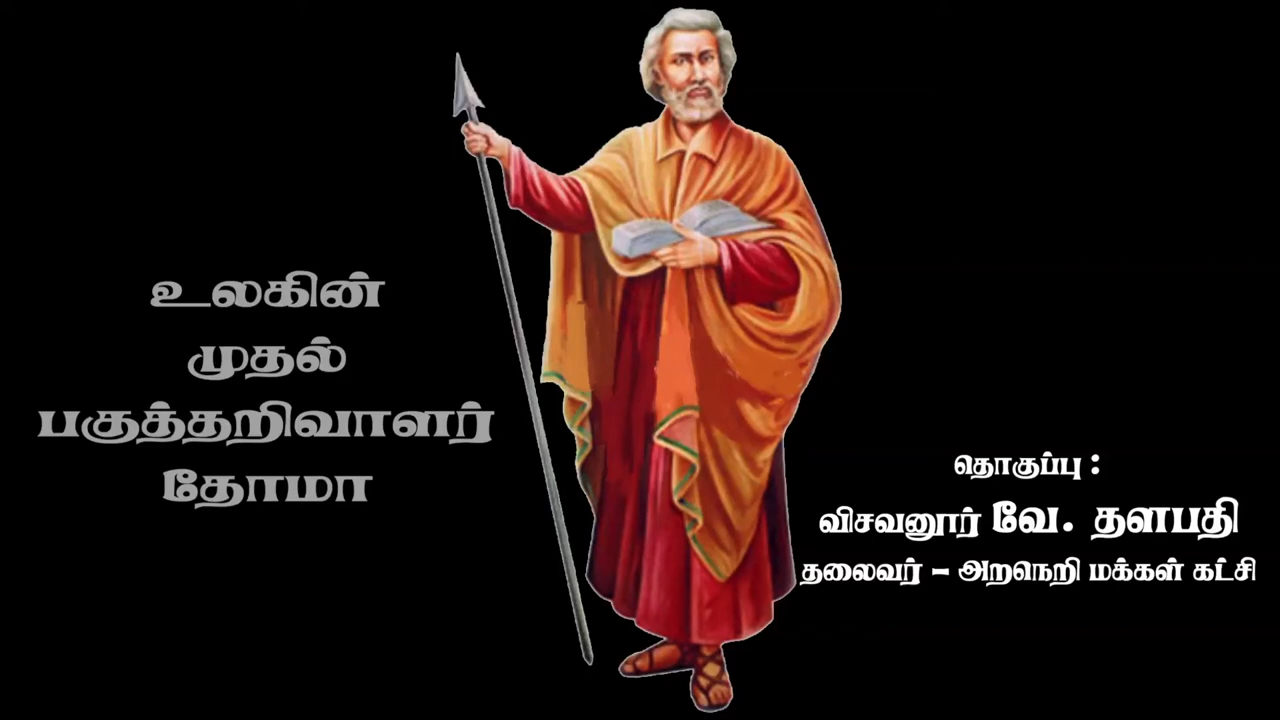 உலகின்
முதல்
பகுத்தறிவாளர்
தோமா
தொகுப்பு :
விசவனூர் வே. தளபதி
தலைவர் – அறநெறி மக்கள் கட்சி